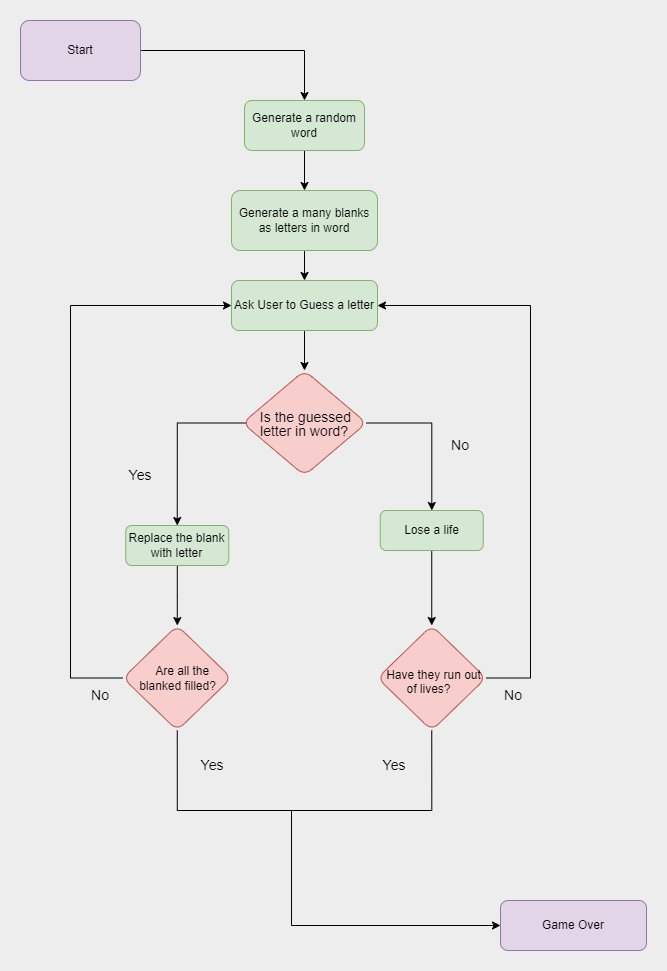 Start
Generate a random
word
Generate a many blanks
as letters in word
Ask User to Guess a letter
Is the guessed
letter in word?
No
Yes
Lose a life
Replace the blank
with letter
Are all the
blanked filled?
Have they run out
of lives?
No
No
Yes
Yes
Game Over